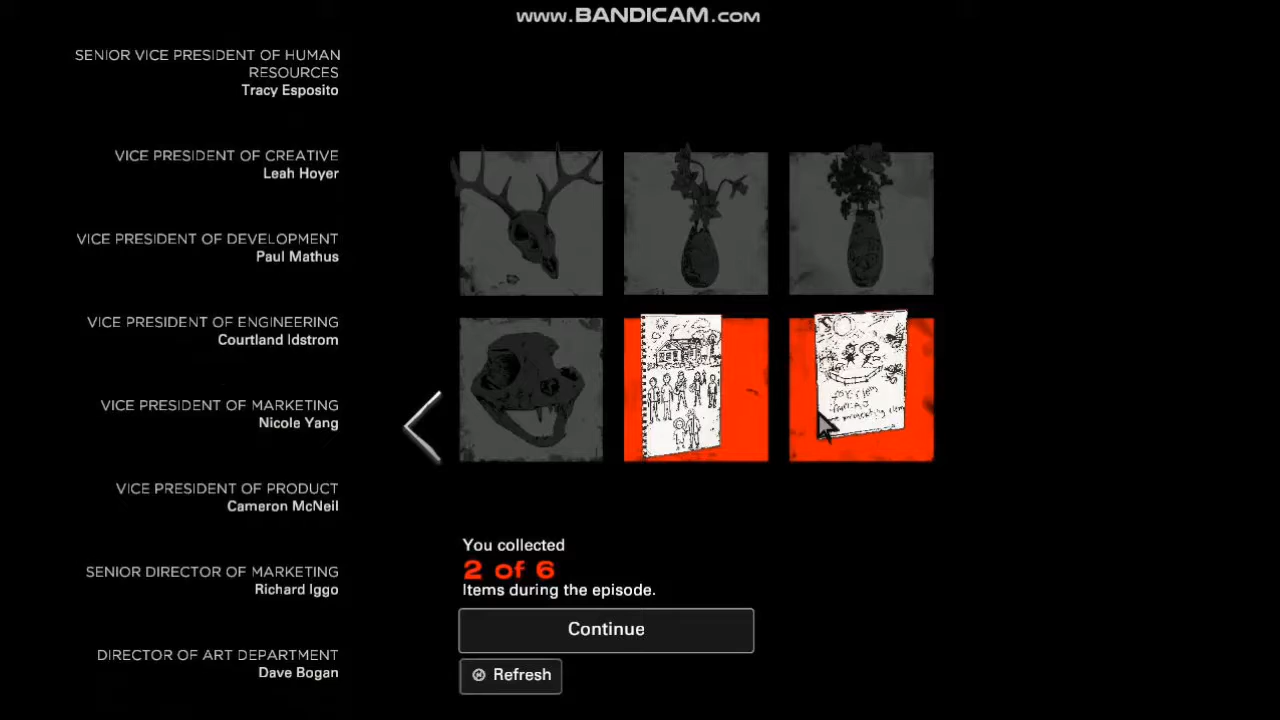 www.BANDICAM.com
SENIOR VICE PRESIDENT OF HUMAN
RESOURCES
Tracy Esposito
VICE PRESIDENT OF CREATIVE
Leah Hoyer
VICE PRESIDENT OF DEVELOPMENT
Paul Mathus
VICE PRESIDENT OF ENGINEERING
Courtland Idstrom
VICE PRESIDENT OF MARKETING
Nicole Yang
VICE PRESIDENT OF PRODUCT
Cameron McNeil
SENIOR DIRECTOR OF MARKETING
Richard Iggo
DIRECTOR OF ART DEPARTMENT
Dave Bogan
You collected
2 of 6
Items during the episode.
Continue
Refresh